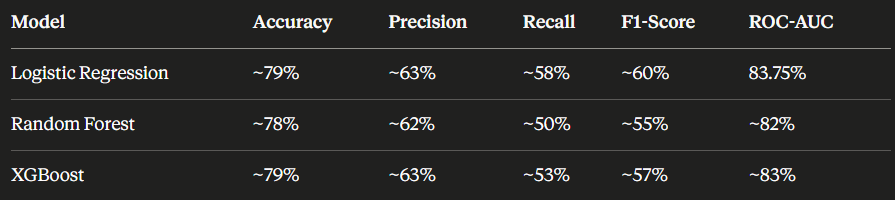 Model Accuracy Precision Recall F1-Score ROC-AUC
Logistic Regression ~79% ~63% ~58% ~60% 83.75%
Random Forest ~78% ~62% ~50% ~55% ~82%
XGBoost ~79% ~63% ~53% ~57% ~83%